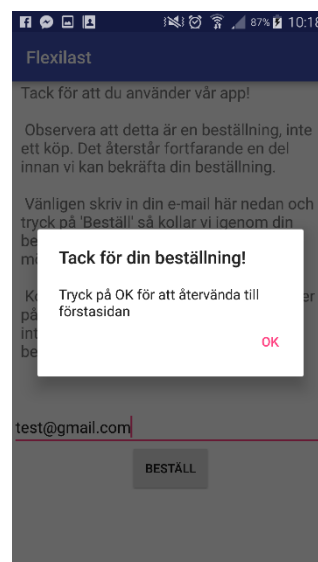 87% 10:18
Flexilast
Tack för att du använder vår app!
Observera att detta är en beställning, inte
ett köp. Det återstår fortfarande en del
innan vi kan bekräfta din beställning.
Vänligen skriv in din e-mail här nedan och
tryck på 'Beställ' så kollar vi igenom din
Tack för din beställning!
Tryck på OK för att återvända till
förstasidan
OK
test@gmail.com
BESTÄLL